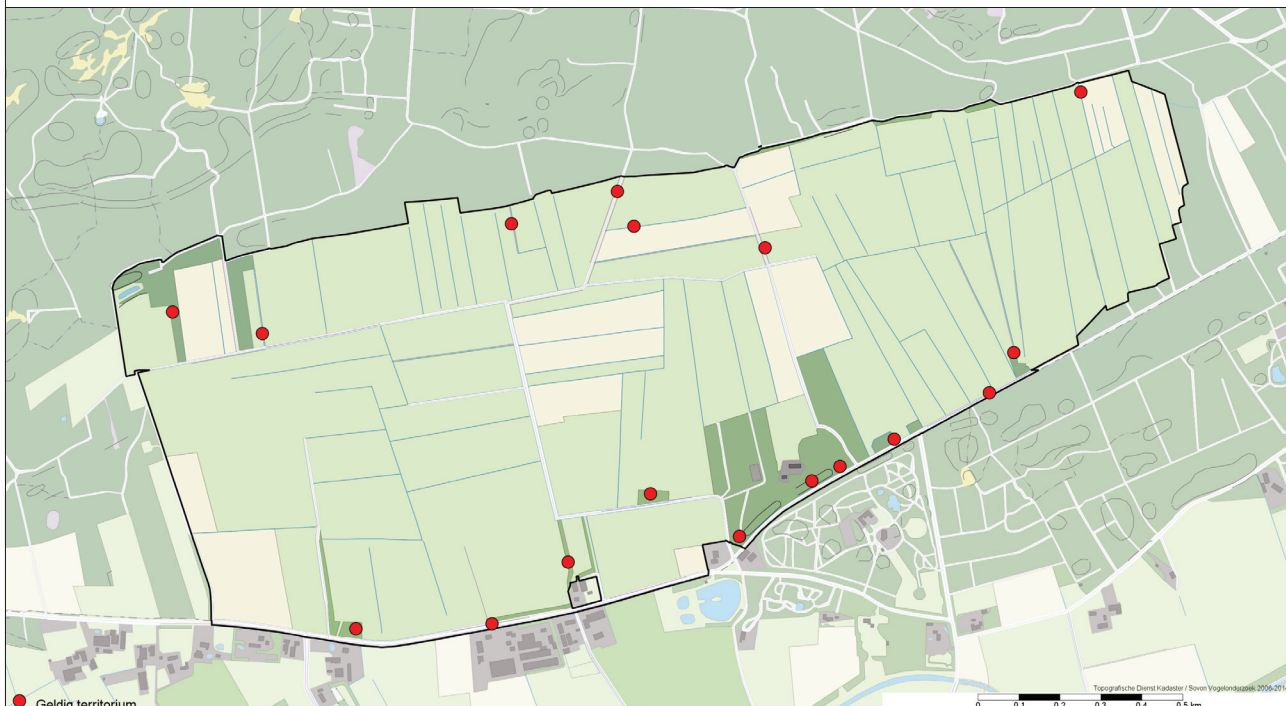 Topografische Dienst Kadaster / Sovon Vogelonderzoek 2006-201
Geldig territorium
0 0.1 0.2 0.3 0.4 0.5 km